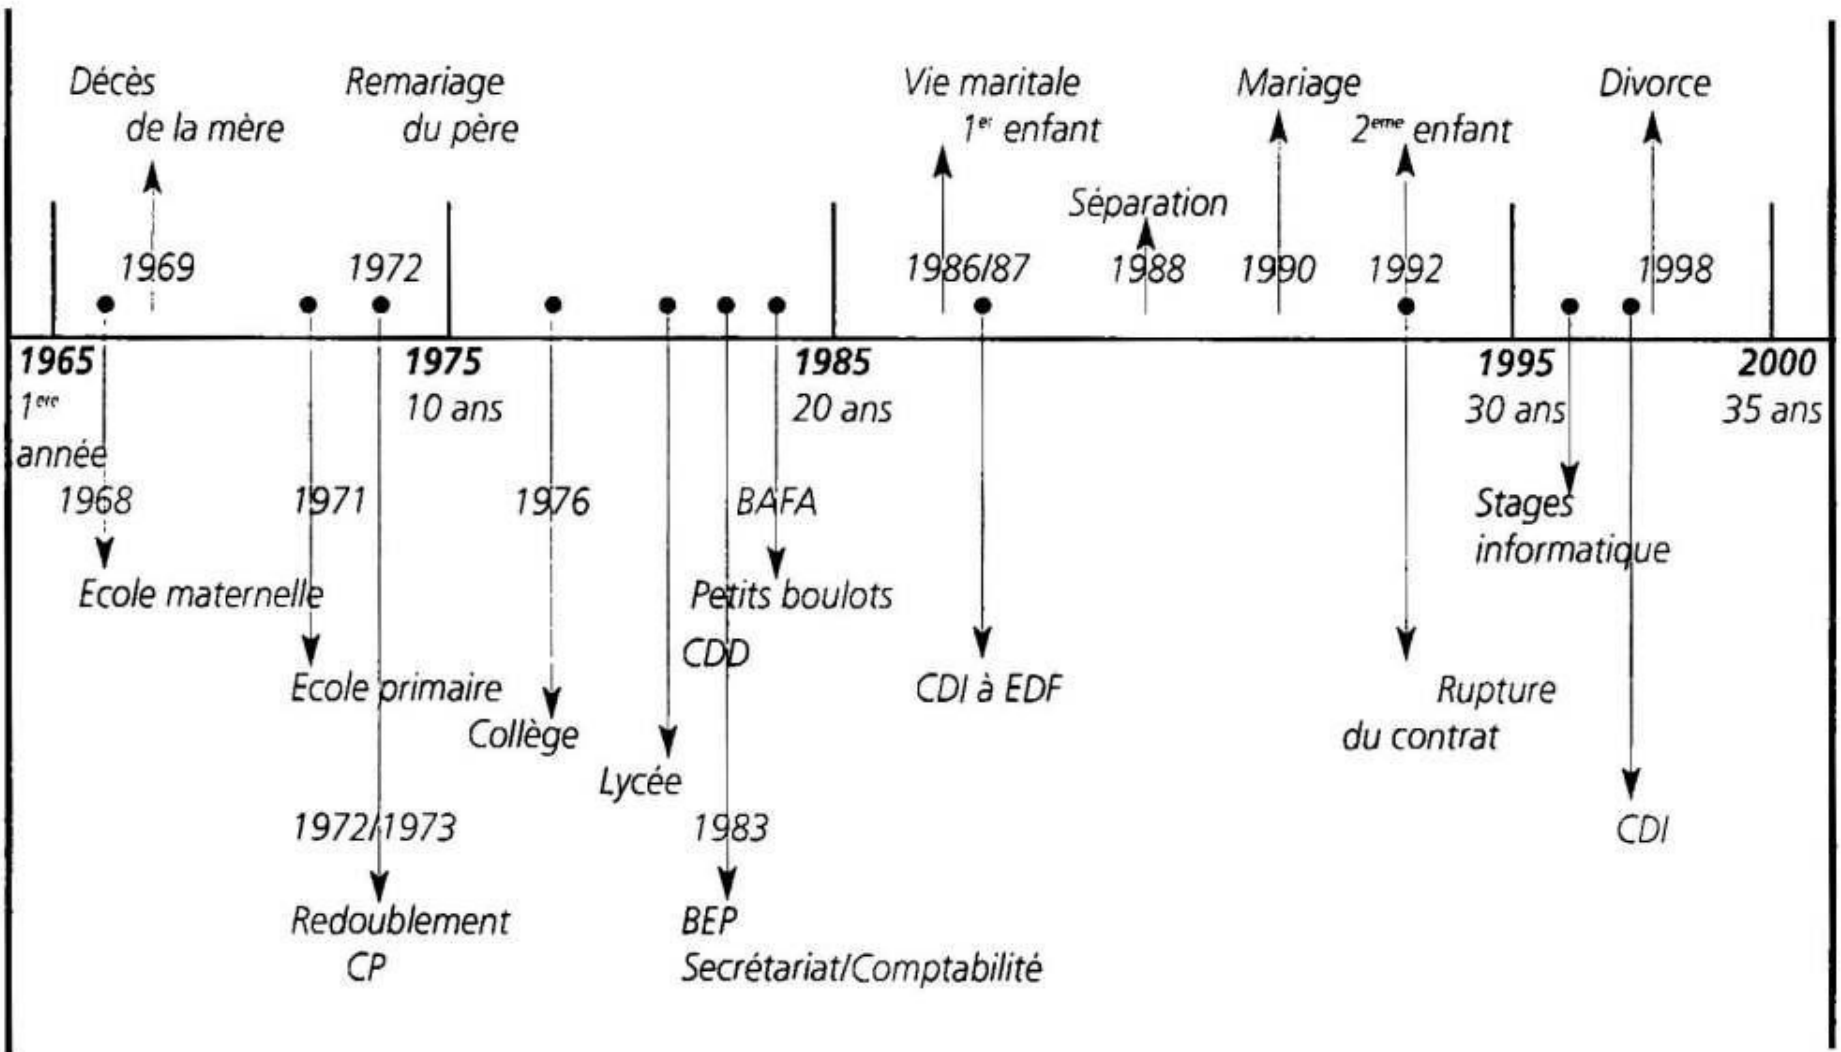 Décès
de la mère
Remariage
du père
Vie maritale
1er enfant
Mariage
2eme enfant
Divorce
Séparation
1969
1972
1986/87
1988
1990
1992
1998
1965
1975
1985
1995
2000
1ere
année
10 ans
20 ans
30 ans
35 ans
1968
1971
1976
BAFA
Stages
informatique
Ecole maternelle
Petits boulots
CDD
Ecole primaire
CDI à EDF
Rupture
du contrat
Collège
Lycée
1972/1973
1983
CDI
Redoublement
CP
BEP
Secrétariat/Comptabilité